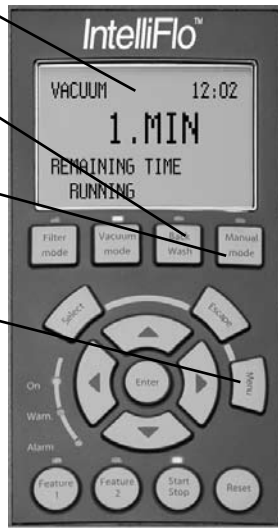 IntelliFlo™
VACUUM 12:02
1.MIN
REMAINING TIME
RUNNING
Filter mode
Vacuum mode
Back Wash
Manual mode
Select
Escape
Menu
Enter
On
Warn.
Alarm
Feature 1
Feature 2
Start Stop
Reset